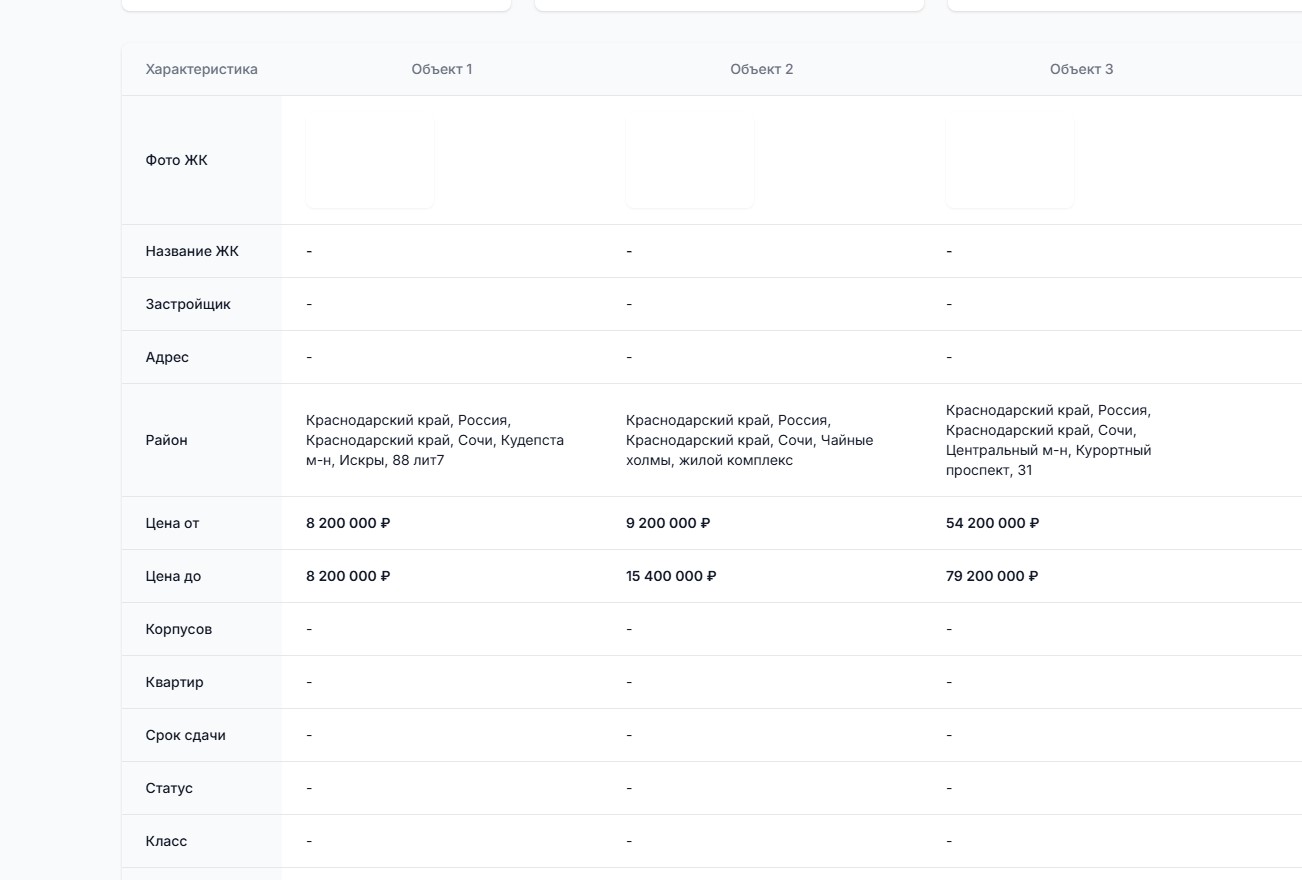 Характеристика Объект 1 Объект 2 Объект 3
Фото ЖК
Название ЖК - - -
Застройщик - - -
Адрес - - -
Район
Краснодарский край, Россия,
Краснодарский край, Сочи, Кудепста
м-н, Искры, 88 лит7
Краснодарский край, Россия,
Краснодарский край, Сочи, Чайные
холмы, жилой комплекс
Краснодарский край, Россия,
Краснодарский край, Сочи,
Центральный м-н, Курортный
проспект, 31
Цена от 8 200 000 ₽ 9 200 000 ₽ 54 200 000 ₽
Цена до 8 200 000 ₽ 15 400 000 ₽ 79 200 000 ₽
Корпусов - - -
Квартир - - -
Срок сдачи - - -
Статус - - -
Класс - - -